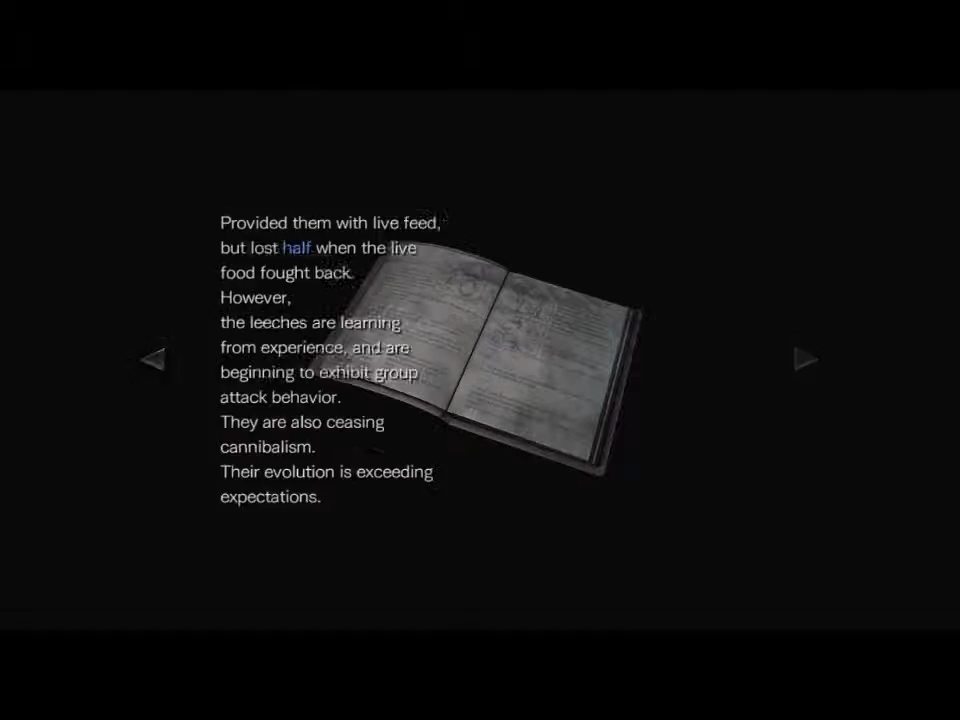 Provided them with live feed,
but lost half when the live
food fought back.
However,
the leeches are learning
from experience, and are
beginning to exhibit group
attack behavior.
They are also ceasing
cannibalism.
Their evolution is exceeding
expectations.